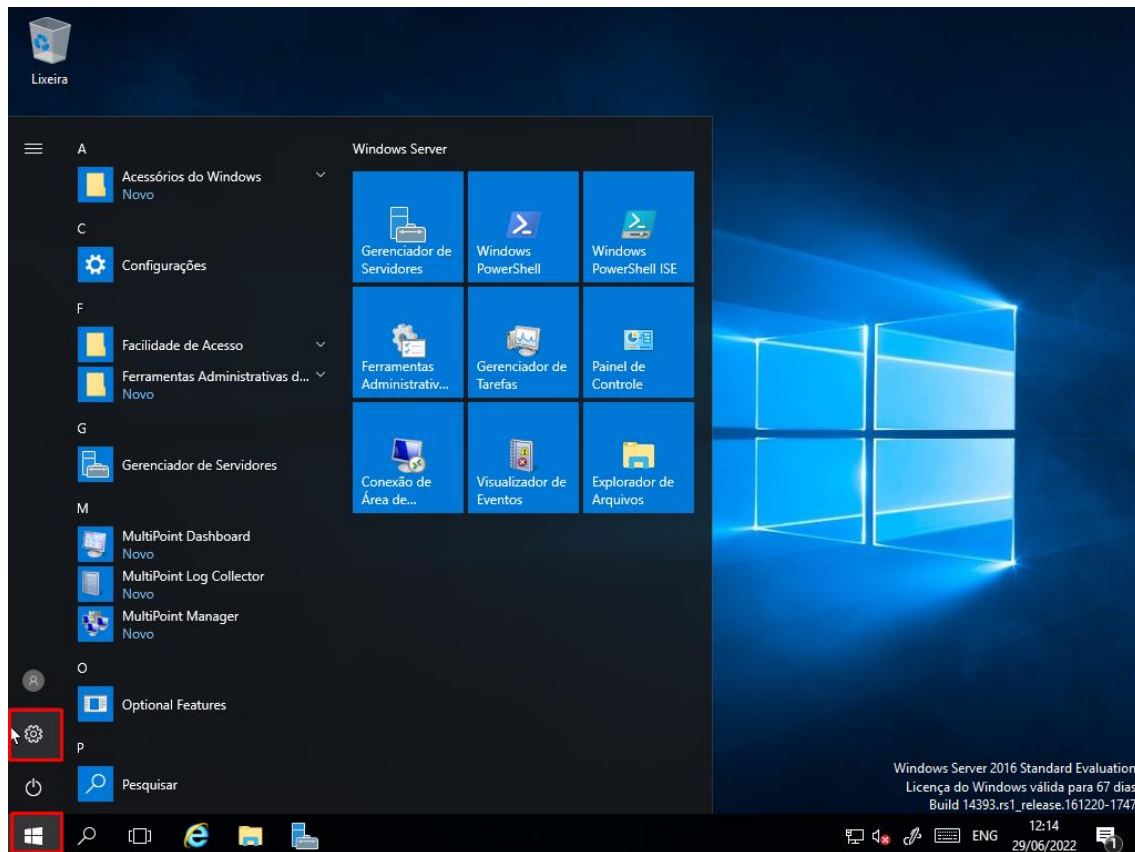 Lixeira
A
Acessórios do Windows
Novo
C
Configurações
F
Facilidade de Acesso
Ferramentas Administrativas d...
Novo
G
Gerenciador de Servidores
M
MultiPoint Dashboard
Novo
MultiPoint Log Collector
Novo
MultiPoint Manager
Novo
O
Optional Features
P
Pesquisar
Windows Server
Gerenciador de
Servidores
Windows
PowerShell
Windows
PowerShell ISE
Ferramentas
Administrativ...
Gerenciador de
Tarefas
Painel de
Controle
Conexão de
Área de...
Visualizador de
Eventos
Explorador de
Arquivos
Windows Server 2016 Standard Evaluation
Licença do Windows válida para 67 dias
Build 14393.rs1_release.161220-1747
ENG
12:14
29/06/2022
1